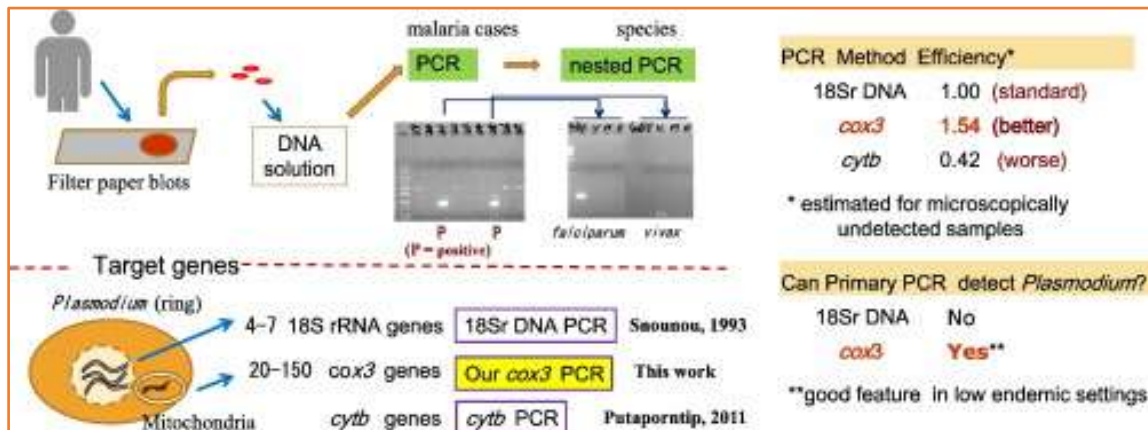 malaria cases
species
PCR
nested PCR
Filter paper blots
DNA
solution
P P
(P = positive)
falciparum vivax
Target genes
Plasmodium (ring)
Mitochondria
4-7 18S rRNA genes 18Sr DNA PCR Snounou, 1993
20-150 cox3 genes Our cox3 PCR This work
cytb genes cytb PCR Putaporntip, 2011
PCR Method Efficiency*
18Sr DNA 1.00 (standard)
cox3 1.54 (better)
cytb 0.42 (worse)
* estimated for microscopically
undetected samples
Can Primary PCR detect Plasmodium?
18Sr DNA No
cox3 Yes**
**good feature in low endemic settings